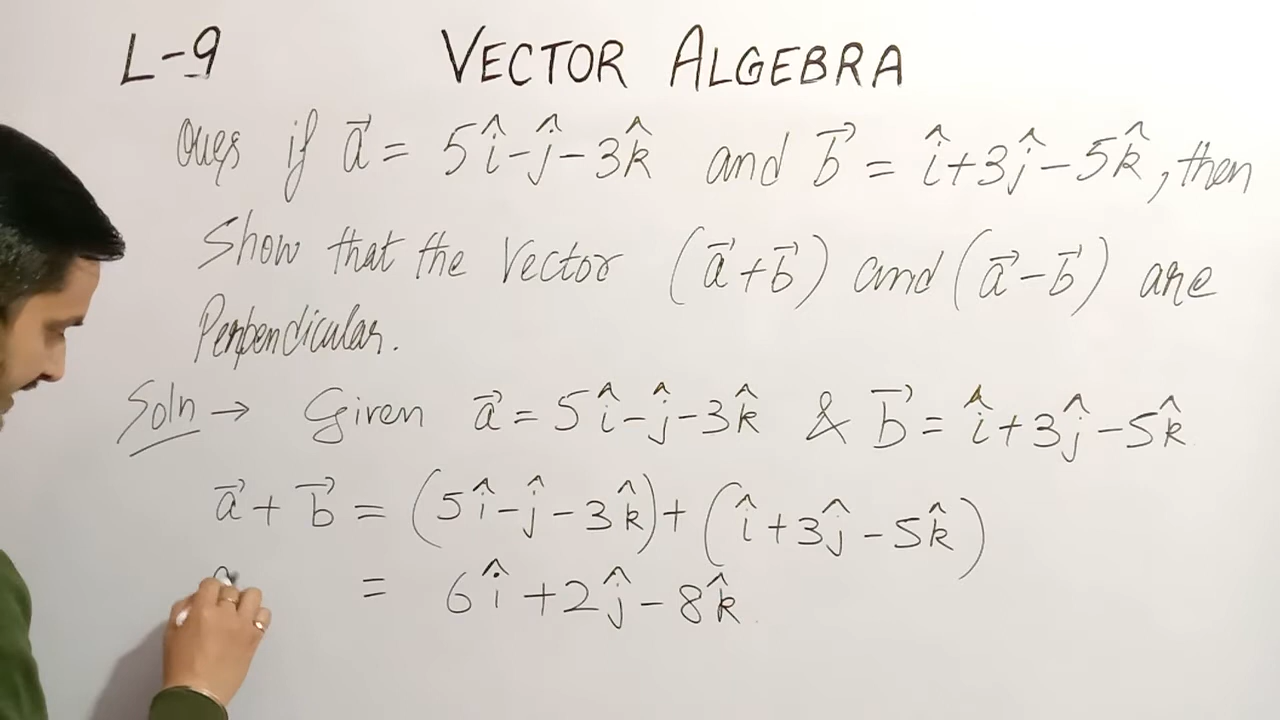 L-9 VECTOR ALGEBRA
Ques if a⃗ = 5î-ĵ-3k̂ and b⃗ = î+3ĵ-5k̂, then
Show that the Vector (a⃗+b⃗) and (a⃗-b⃗) are
Perpendicular.
Soln → Given a⃗ = 5î-ĵ-3k̂ & b⃗ = î+3ĵ-5k̂
a⃗ + b⃗ = (5î-ĵ-3k̂)+(î+3ĵ-5k̂)
= 6î+2ĵ-8k̂